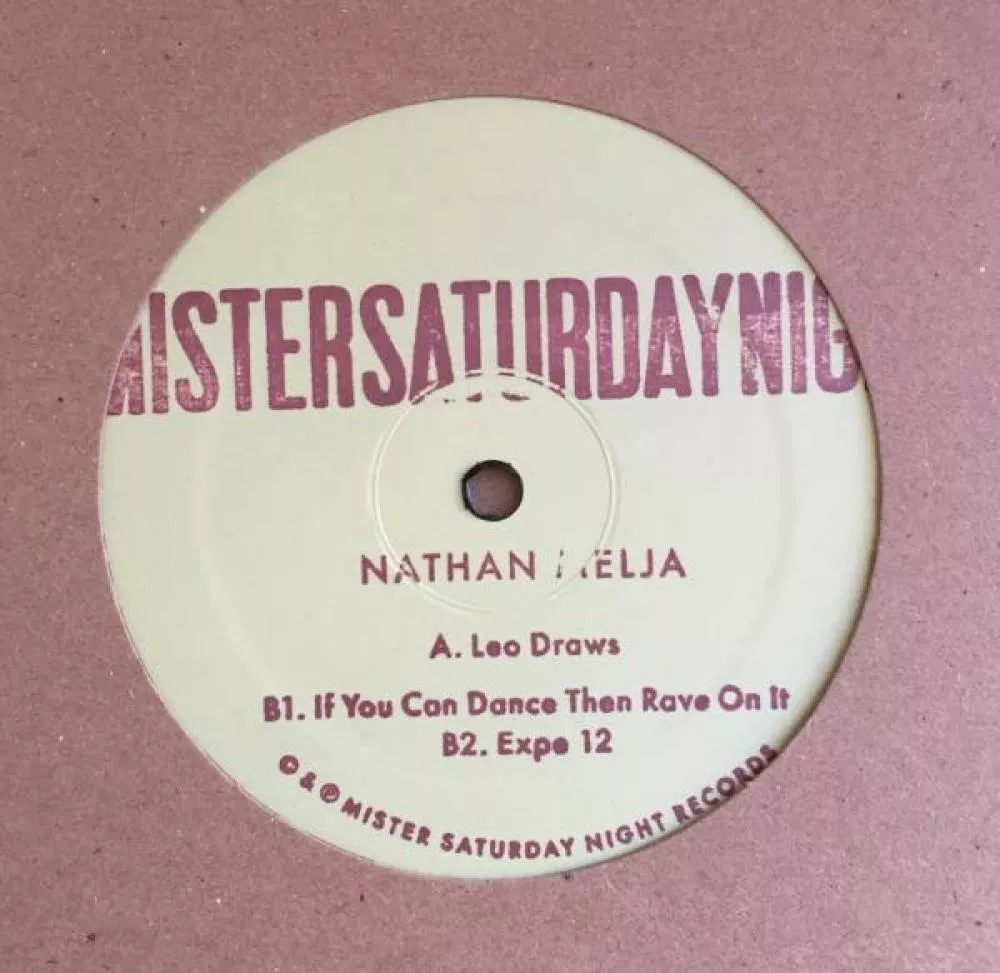 MISTERSATURDAYNIG
NATHAN MELJA
A. Leo Draws
B1. If You Can Dance Then Rave On It
B2. Expe 12
© & ℗ MISTER SATURDAY NIGHT RECORDS